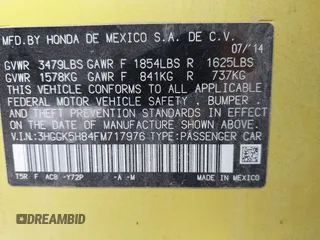 MFD.BY HONDA DE MEXICO S.A. DE C.V.
07/'14
GVWR 3479LBS GAWR F 1854LBS R 1625LBS
GVWR 1578KG GAWR F 841KG R 737KG
THIS VEHICLE CONFORMS TO ALL APPLICABLE
FEDERAL MOTOR VEHICLE SAFETY , BUMPER ,
AND THEFT PREVENTION STANDARDS IN EFFECT
ON THE DATE OF MANUFACTURE SHOWN ABOVE.
V.I.N.:3HGGK5H84FM717976 TYPE:PASSENGER CAR
T5R F AC8 -Y72P -A -M MADE IN MEXICO